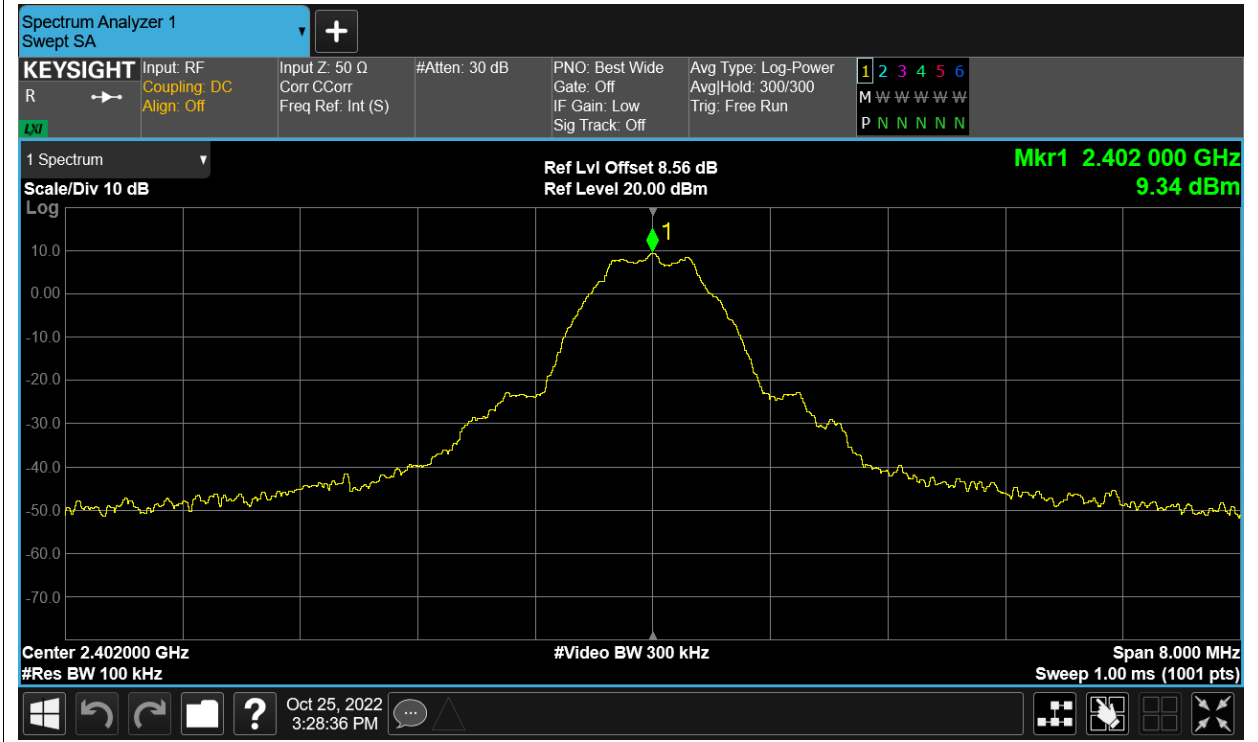 Spectrum Analyzer 1
Swept SA
KEYSIGHT
R
LXI
Input: RF
Coupling: DC
Align: Off
Input Z: 50 Ω
Corr CCorr
Freq Ref: Int (S)
#Atten: 30 dB
PNO: Best Wide
Gate: Off
IF Gain: Low
Sig Track: Off
Avg Type: Log-Power
Avg|Hold: 300/300
Trig: Free Run
1 2 3 4 5 6
M W W W W W
P N N N N N
1 Spectrum
Scale/Div 10 dB
Log
Ref Lvl Offset 8.56 dB
Ref Level 20.00 dBm
Mkr1 2.402 000 GHz
9.34 dBm
1
10.0
0.00
-10.0
-20.0
-30.0
-40.0
-50.0
-60.0
-70.0
Center 2.402000 GHz
#Video BW 300 kHz
Span 8.000 MHz
#Res BW 100 kHz
Sweep 1.00 ms (1001 pts)
?
Oct 25, 2022
3:28:36 PM